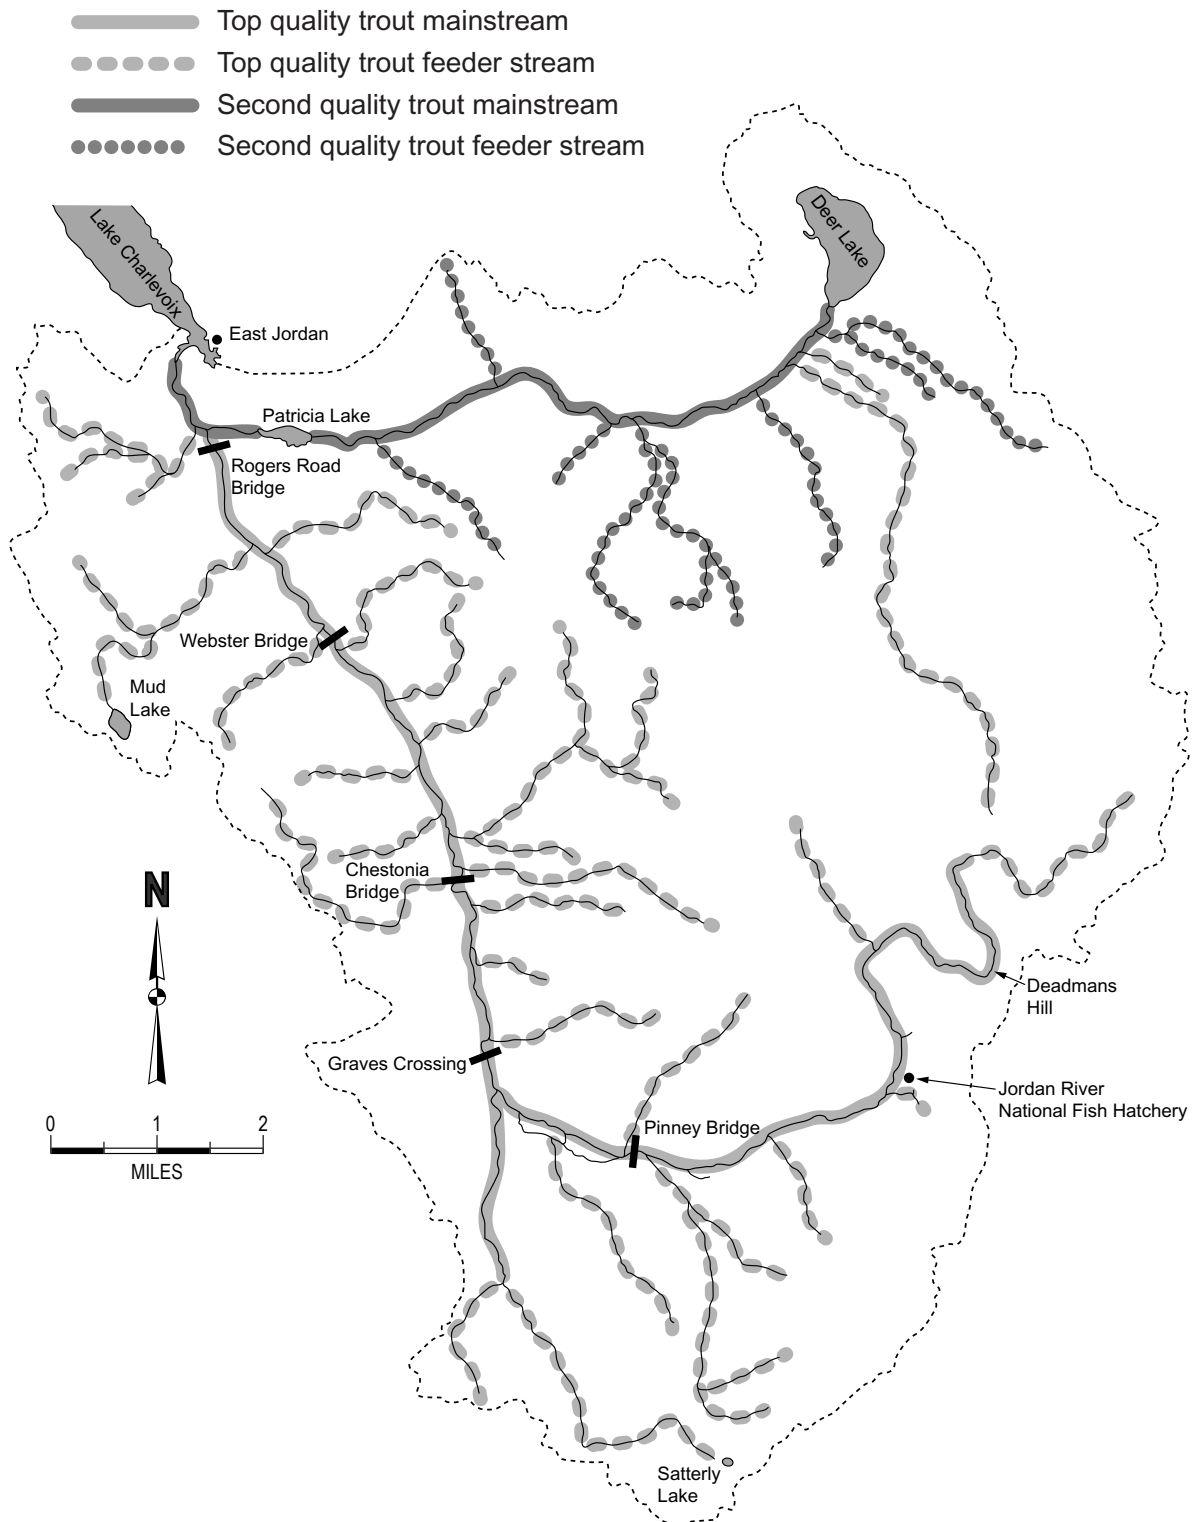 Top quality trout mainstream
Top quality trout feeder stream
Second quality trout mainstream
Second quality trout feeder stream
Lake Charlevoix
Deer Lake
East Jordan
Patricia Lake
Rogers Road
Bridge
Webster Bridge
Mud
Lake
Chestonia
Bridge
N
Deadmans
Hill
Graves Crossing
Jordan River
National Fish Hatchery
Pinney Bridge
0 1 2
MILES
Satterly
Lake